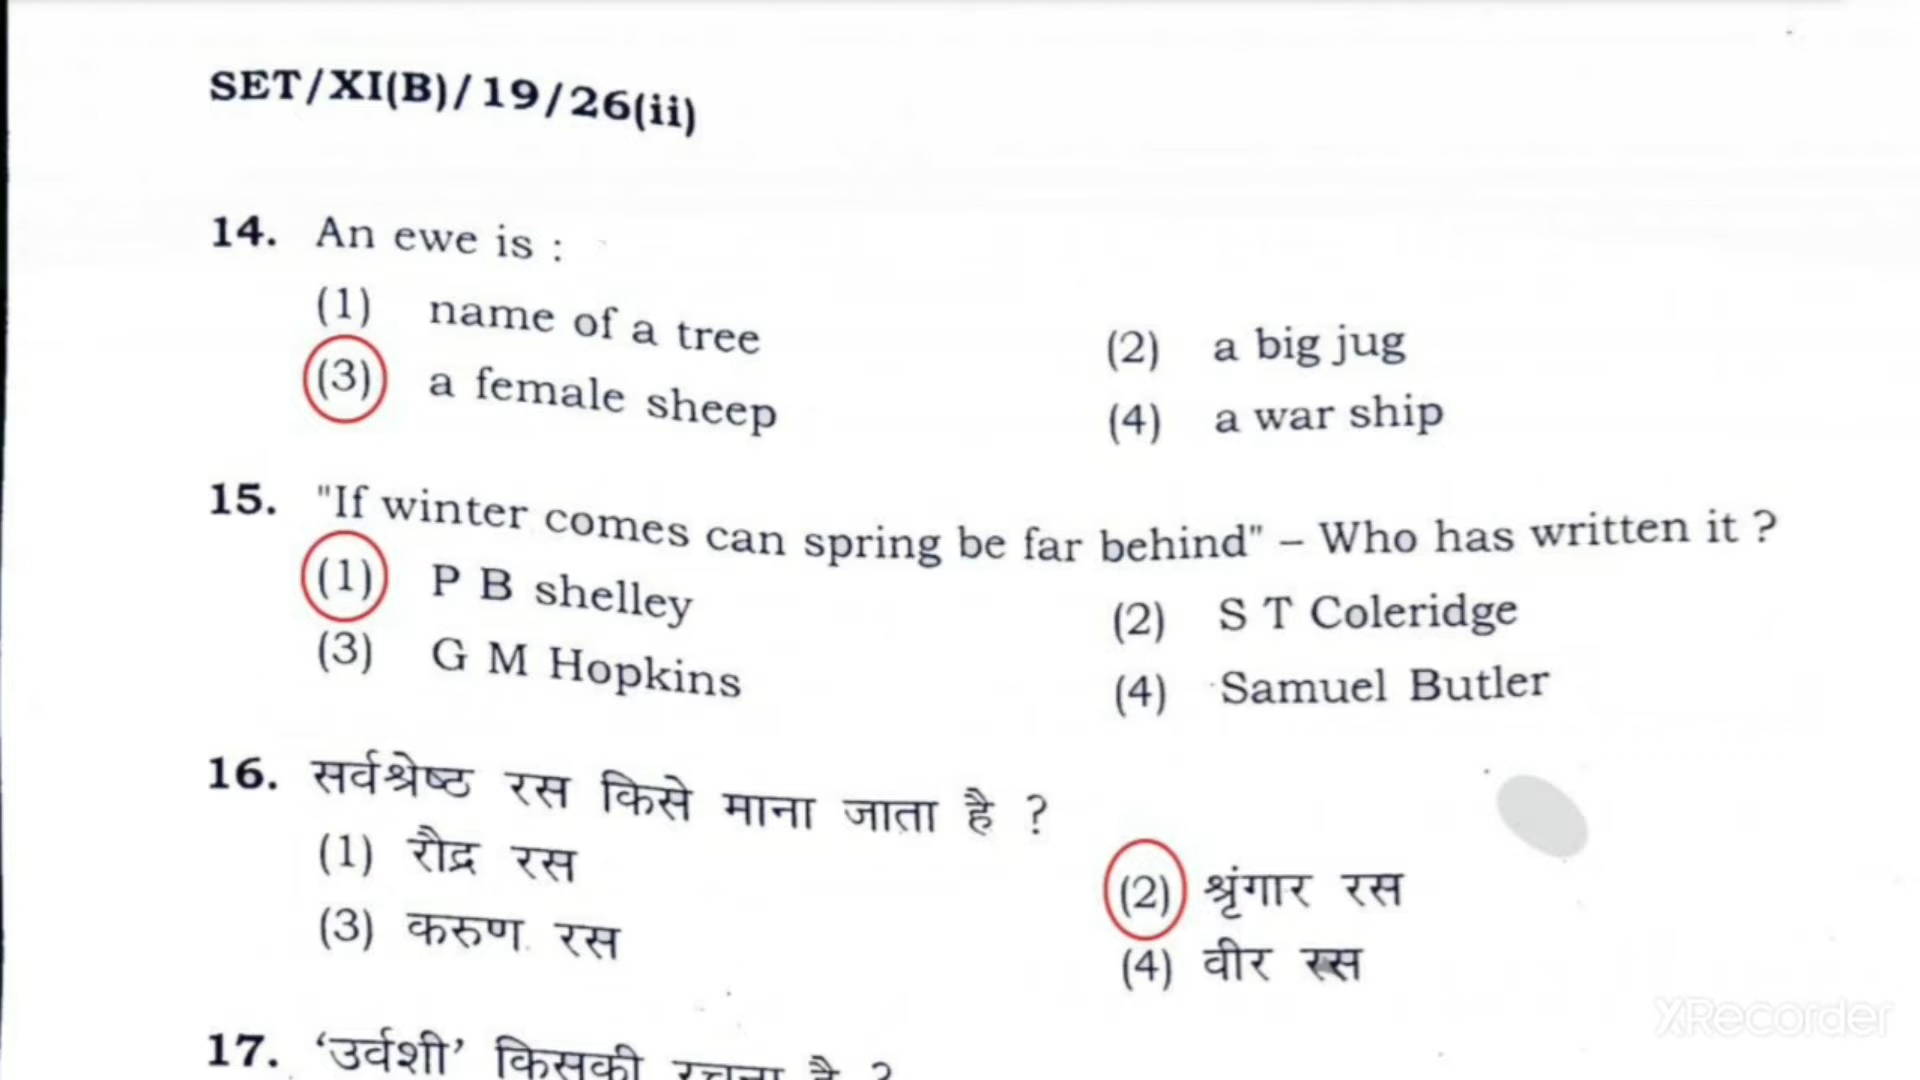 SET/XI(B)/19/26(ii)
14. An ewe is :
(1) name of a tree (2) a big jug
(3) a female sheep (4) a war ship
15. "If winter comes can spring be far behind" – Who has written it ?
(1) P B shelley (2) S T Coleridge
(3) G M Hopkins (4) Samuel Butler
16. सर्वश्रेष्ठ रस किसे माना जाता है ?
(1) रौद्र रस (2) श्रृंगार रस
(3) करुण रस (4) वीर रस
17. ‘उर्वशी’ किसकी रचना है ?
XRecorder